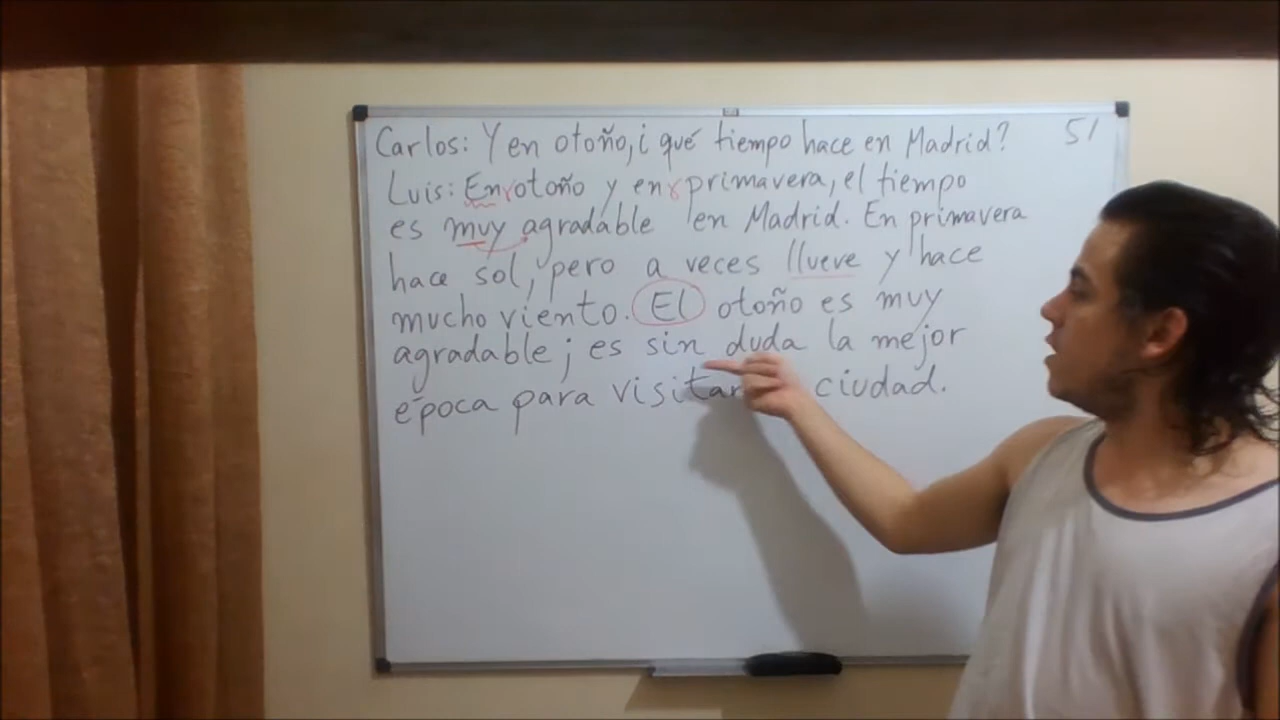 Carlos: Y en otoño, ¿qué tiempo hace en Madrid? 51
Luis: En otoño y en primavera, el tiempo
es muy agradable en Madrid. En primavera
hace sol, pero a veces llueve y hace
mucho viento. El otoño es muy
agradable; es sin duda la mejor
época para visitar ciudad.